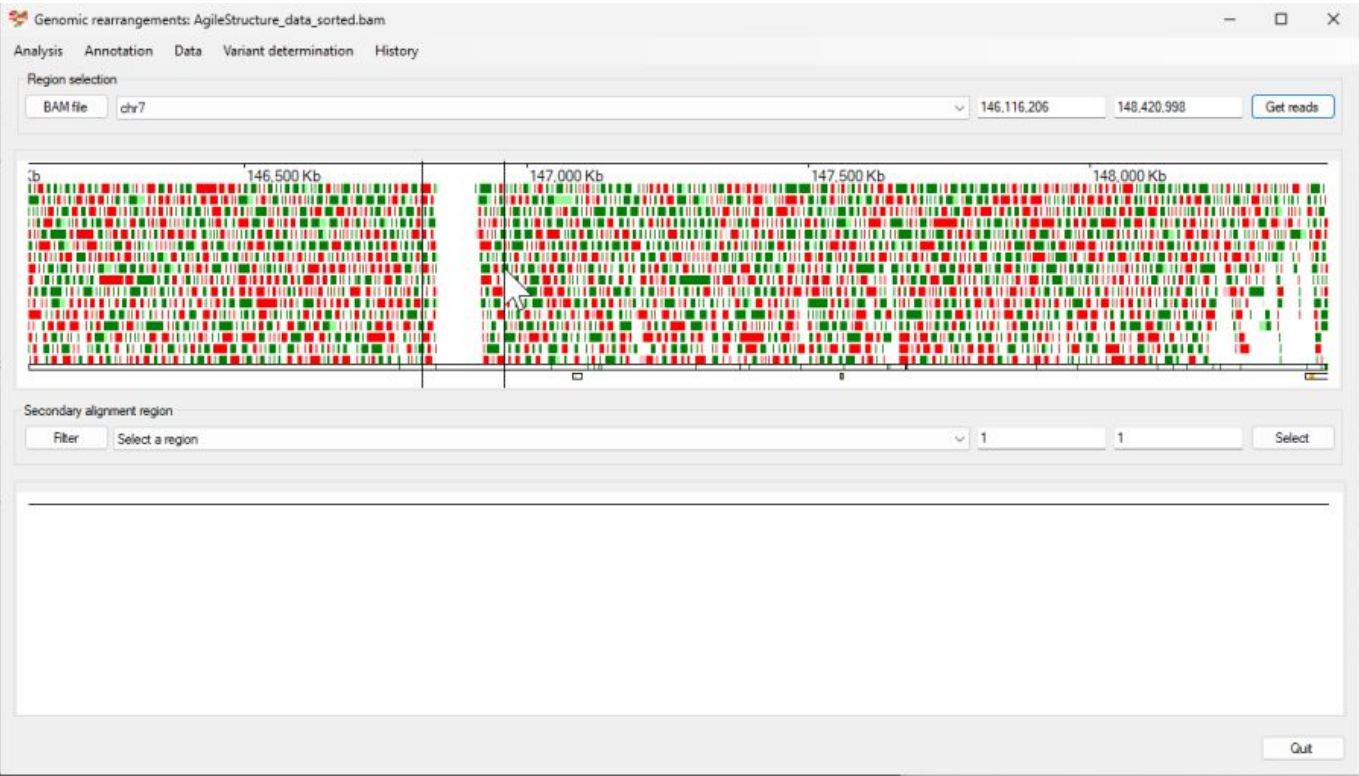 Genomic rearrangements: AgileStructure_data_sorted.bam
Analysis Annotation Data Variant determination History
Region selection
BAM file chr7 146,116,206 148,420,998 Get reads
Kb 146,500 Kb 147,000 Kb 147,500 Kb 148,000 Kb
Secondary alignment region
Filter Select a region 1 1 Select
Quit